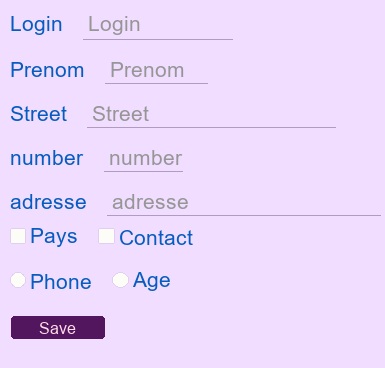 Login Login
Prenom Prenom
Street Street
number number
adresse adresse
Pays Contact
Phone Age
Save